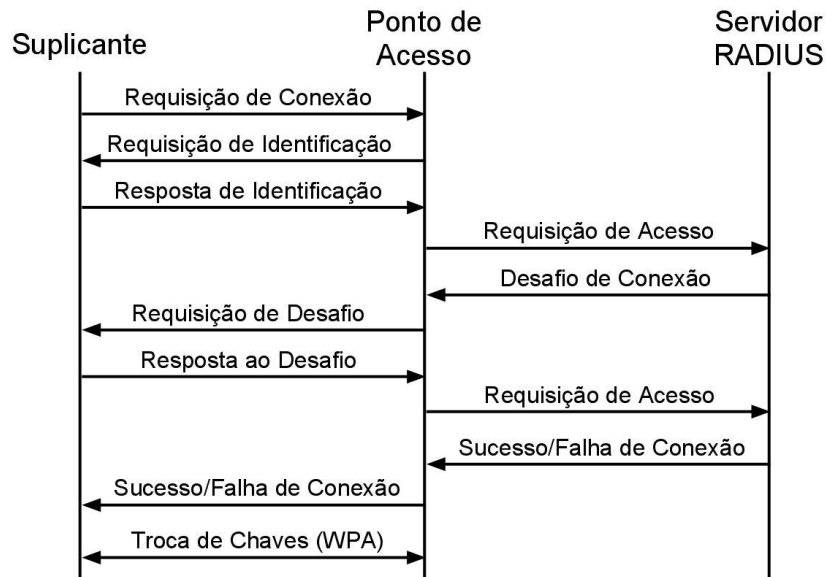 Suplicante
Ponto de
Acesso
Servidor
RADIUS
Requisição de Conexão
Requisição de Identificação
Resposta de Identificação
Requisição de Acesso
Desafio de Conexão
Requisição de Desafio
Resposta ao Desafio
Requisição de Acesso
Sucesso/Falha de Conexão
Sucesso/Falha de Conexão
Troca de Chaves (WPA)